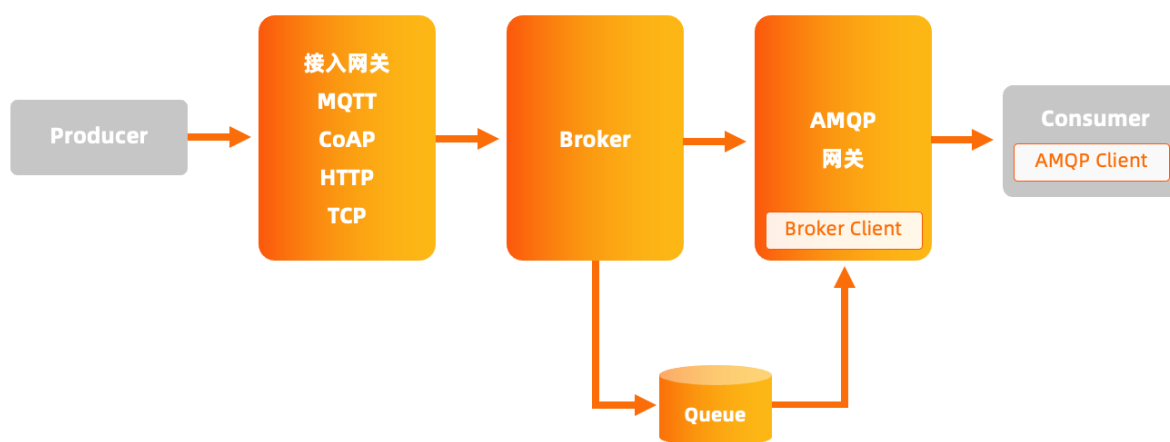 Producer
接入网关
MQTT
CoAP
HTTP
TCP
Broker
AMQP
网关
Broker Client
Consumer
AMQP Client
Queue